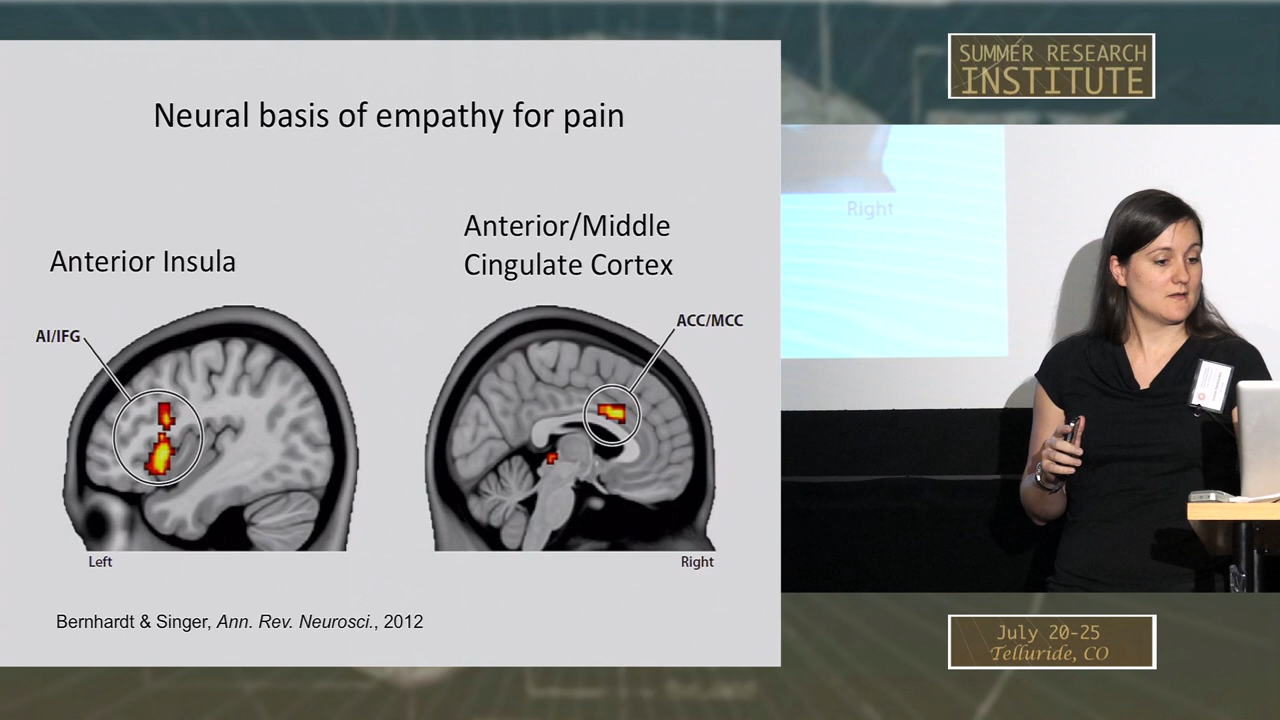 Neural basis of empathy for pain
Anterior Insula
Anterior/Middle
Cingulate Cortex
AI/IFG
ACC/MCC
Left
Right
Bernhardt & Singer, Ann. Rev. Neurosci., 2012
SUMMER RESEARCH
INSTITUTE
Right
July 20-25
Telluride, CO